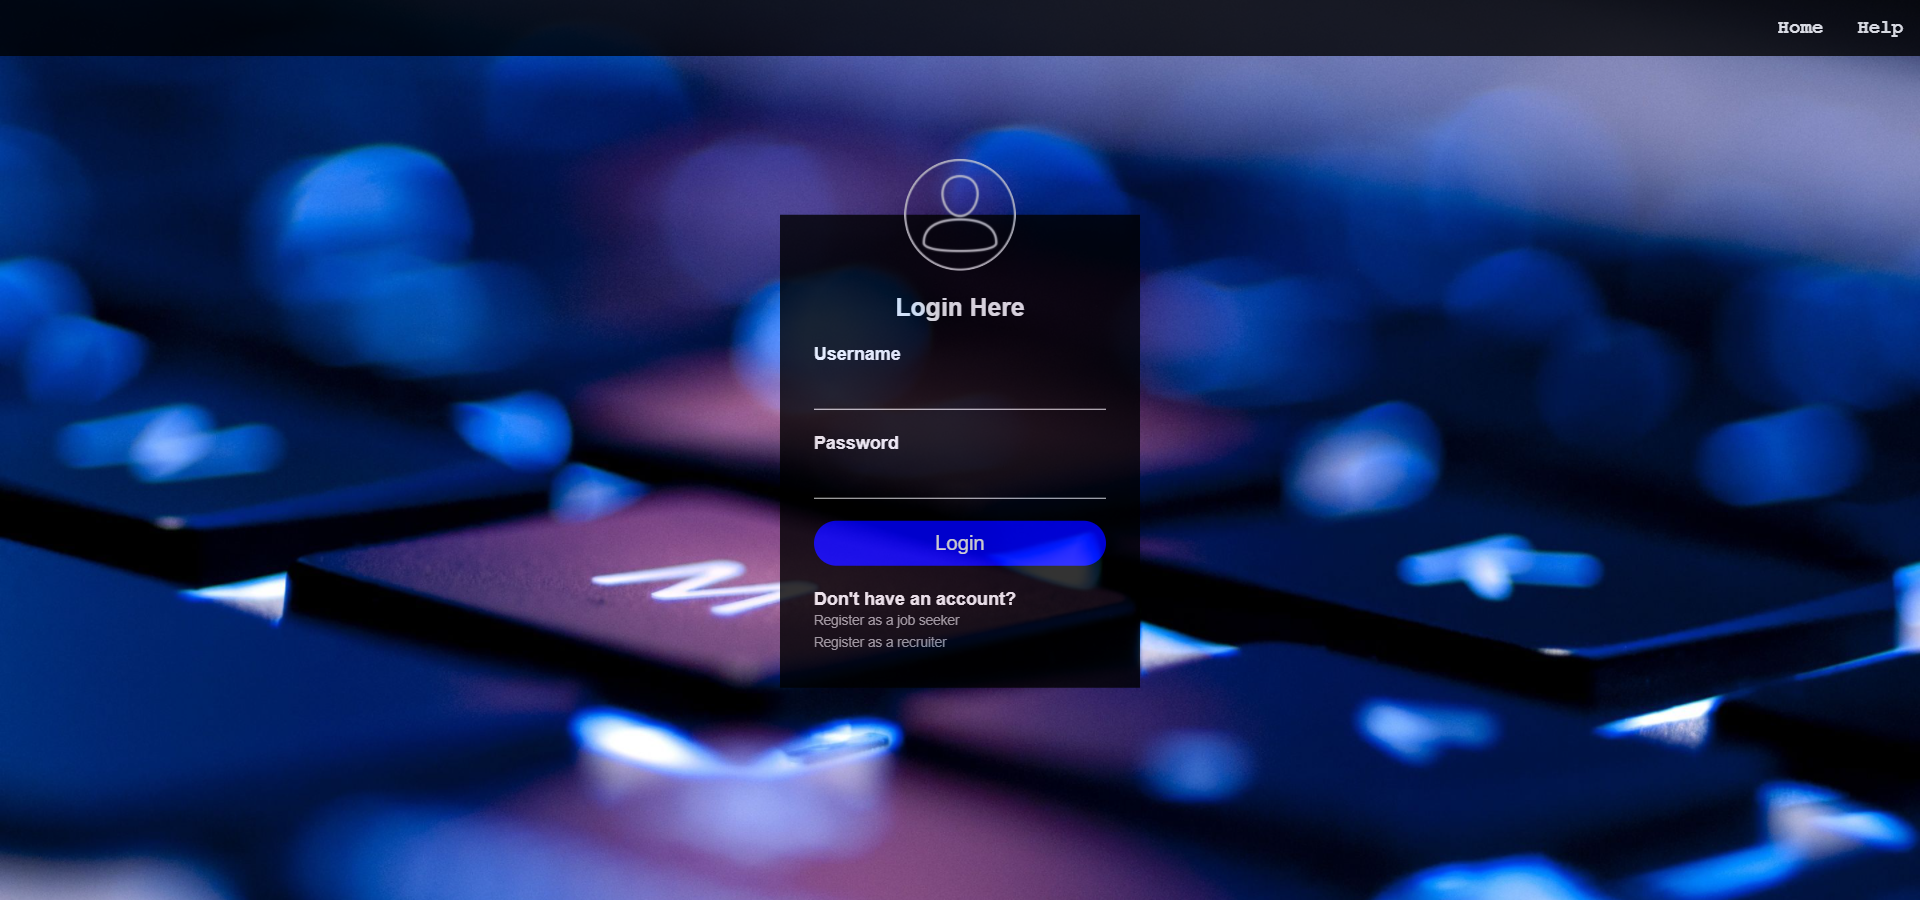 Home Help
Login Here
Username
Password
Login
Don't have an account?
Register as a job seeker
Register as a recruiter
M